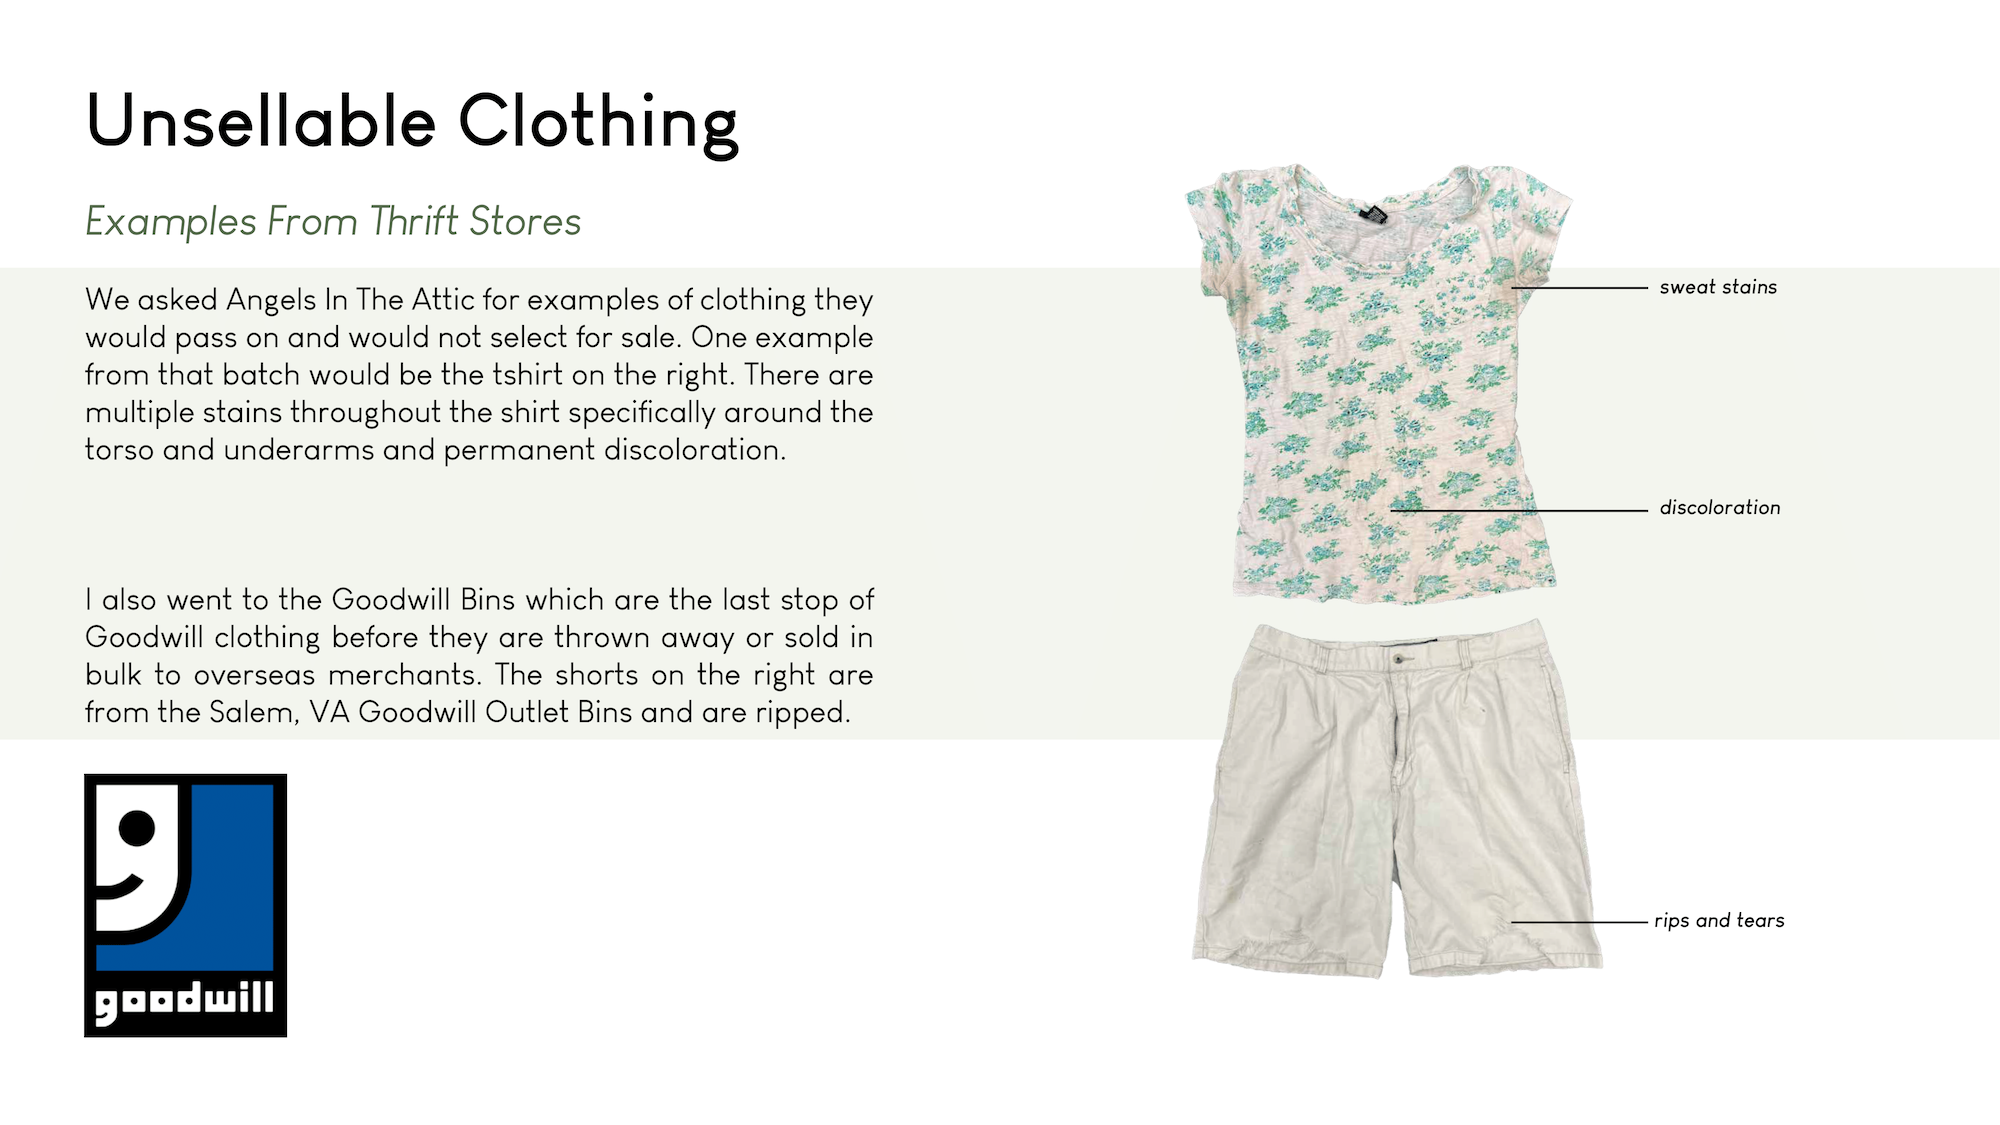 Unsellable Clothing
Examples From Thrift Stores
We asked Angels In The Attic for examples of clothing they
would pass on and would not select for sale. One example
from that batch would be the tshirt on the right. There are
multiple stains throughout the shirt specifically around the
torso and underarms and permanent discoloration.
I also went to the Goodwill Bins which are the last stop of
Goodwill clothing before they are thrown away or sold in
bulk to overseas merchants. The shorts on the right are
from the Salem, VA Goodwill Outlet Bins and are ripped.
goodwill
sweat stains
discoloration
rips and tears